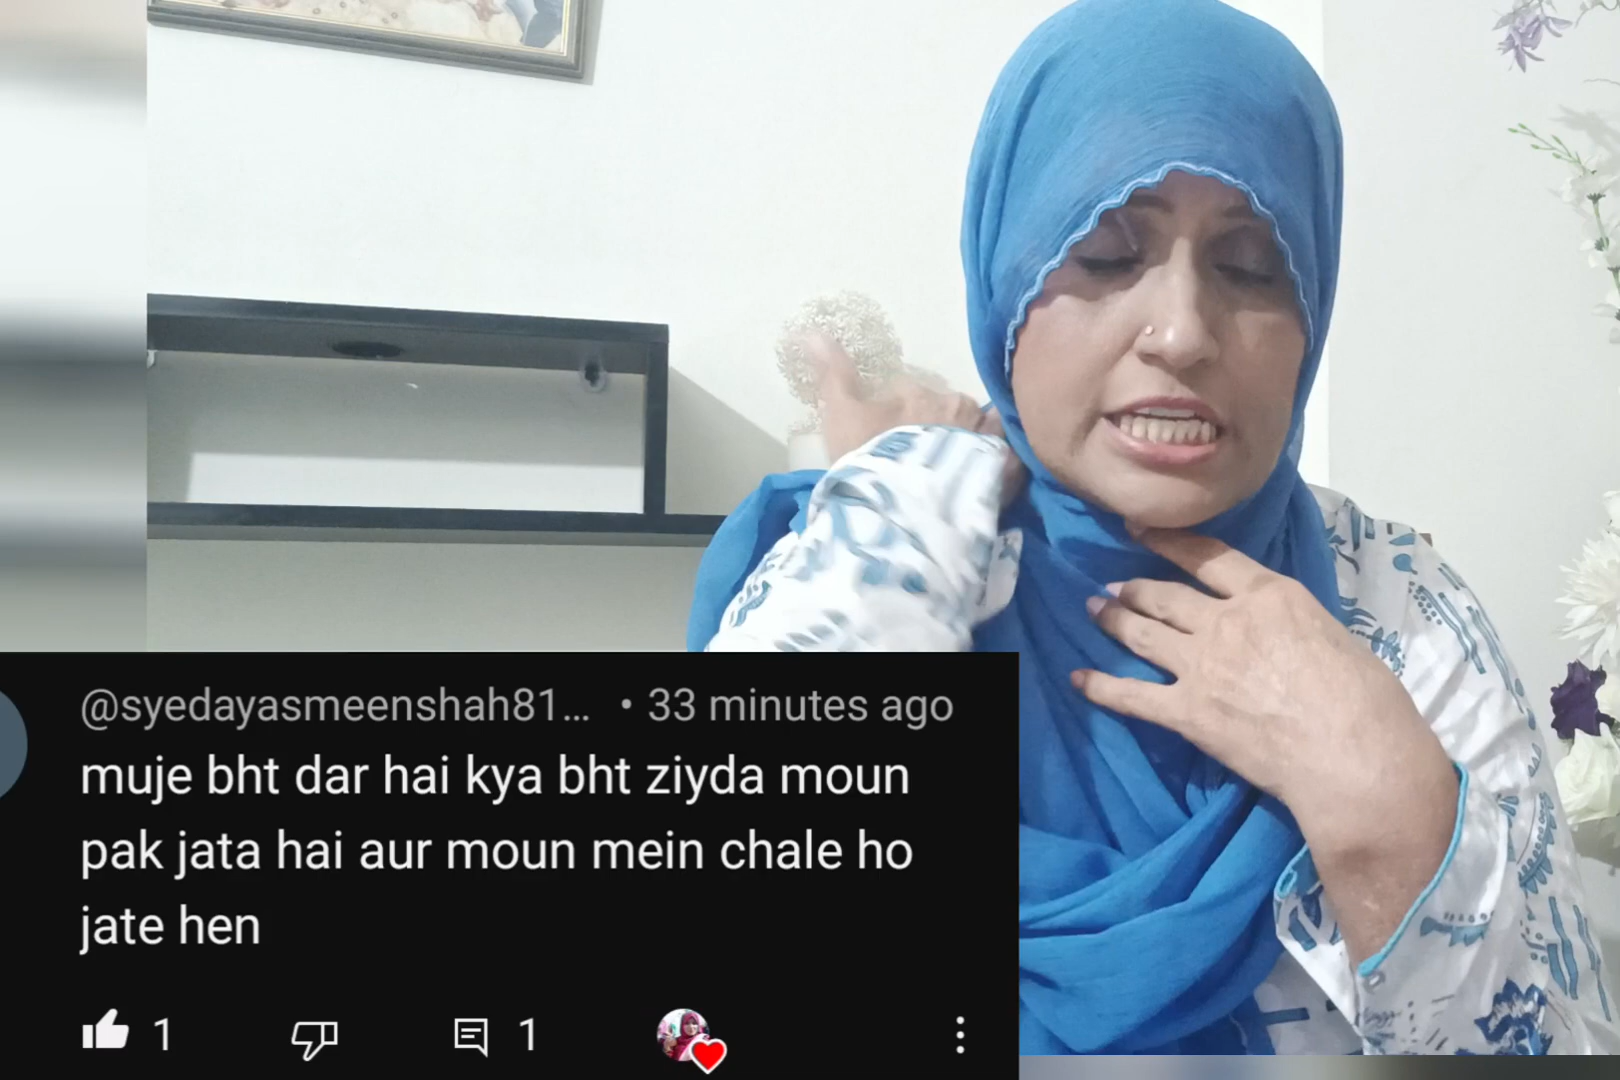 @syedayasmeenshah81... • 33 minutes ago
muje bht dar hai kya bht ziyda moun
pak jata hai aur moun mein chale ho
jate hen
1
1